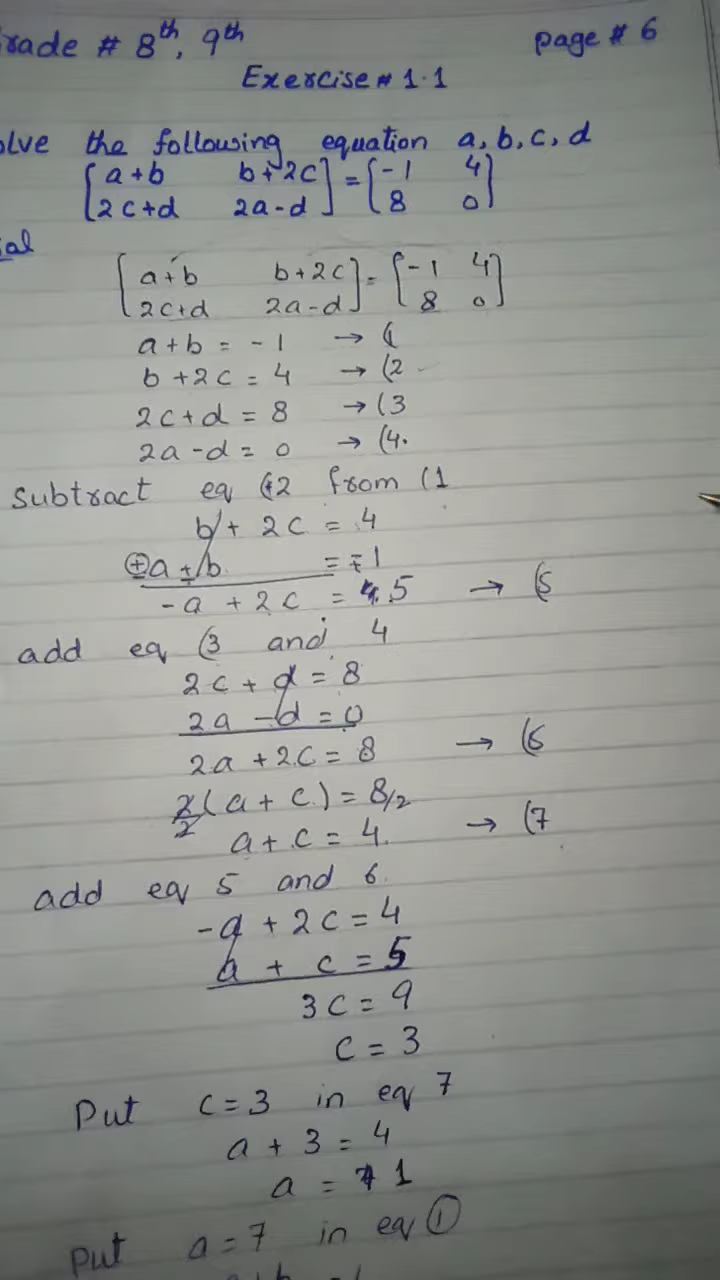 rade # 8th, 9th page # 6
Exercise # 1.1
olve the following equation a, b, c, d
[a+b b+2c] = [-1 4]
[2c+d 2a-d] [8 0]
al
[a+b b+2c] = [-1 4]
[2c+d 2a-d] [8 0]
a+b = -1 → (1
b+2c = 4 → (2
2c+d = 8 → (3
2a-d = 0 → (4.
Subtract eq (2 from (1
b + 2c = 4
±a ± b = ∓1
-a + 2c = 5 → (5
add eq (3 and 4
2c + d = 8
2a - d = 0
2a + 2c = 8 → (6
2/2 (a + c) = 8/2
a + c = 4. → (7
add eq 5 and 6.
-a + 2c = 4
a + c = 5
3c = 9
c = 3
Put c=3 in eq 7
a + 3 = 4
a = 1
Put a=7 in eq ①